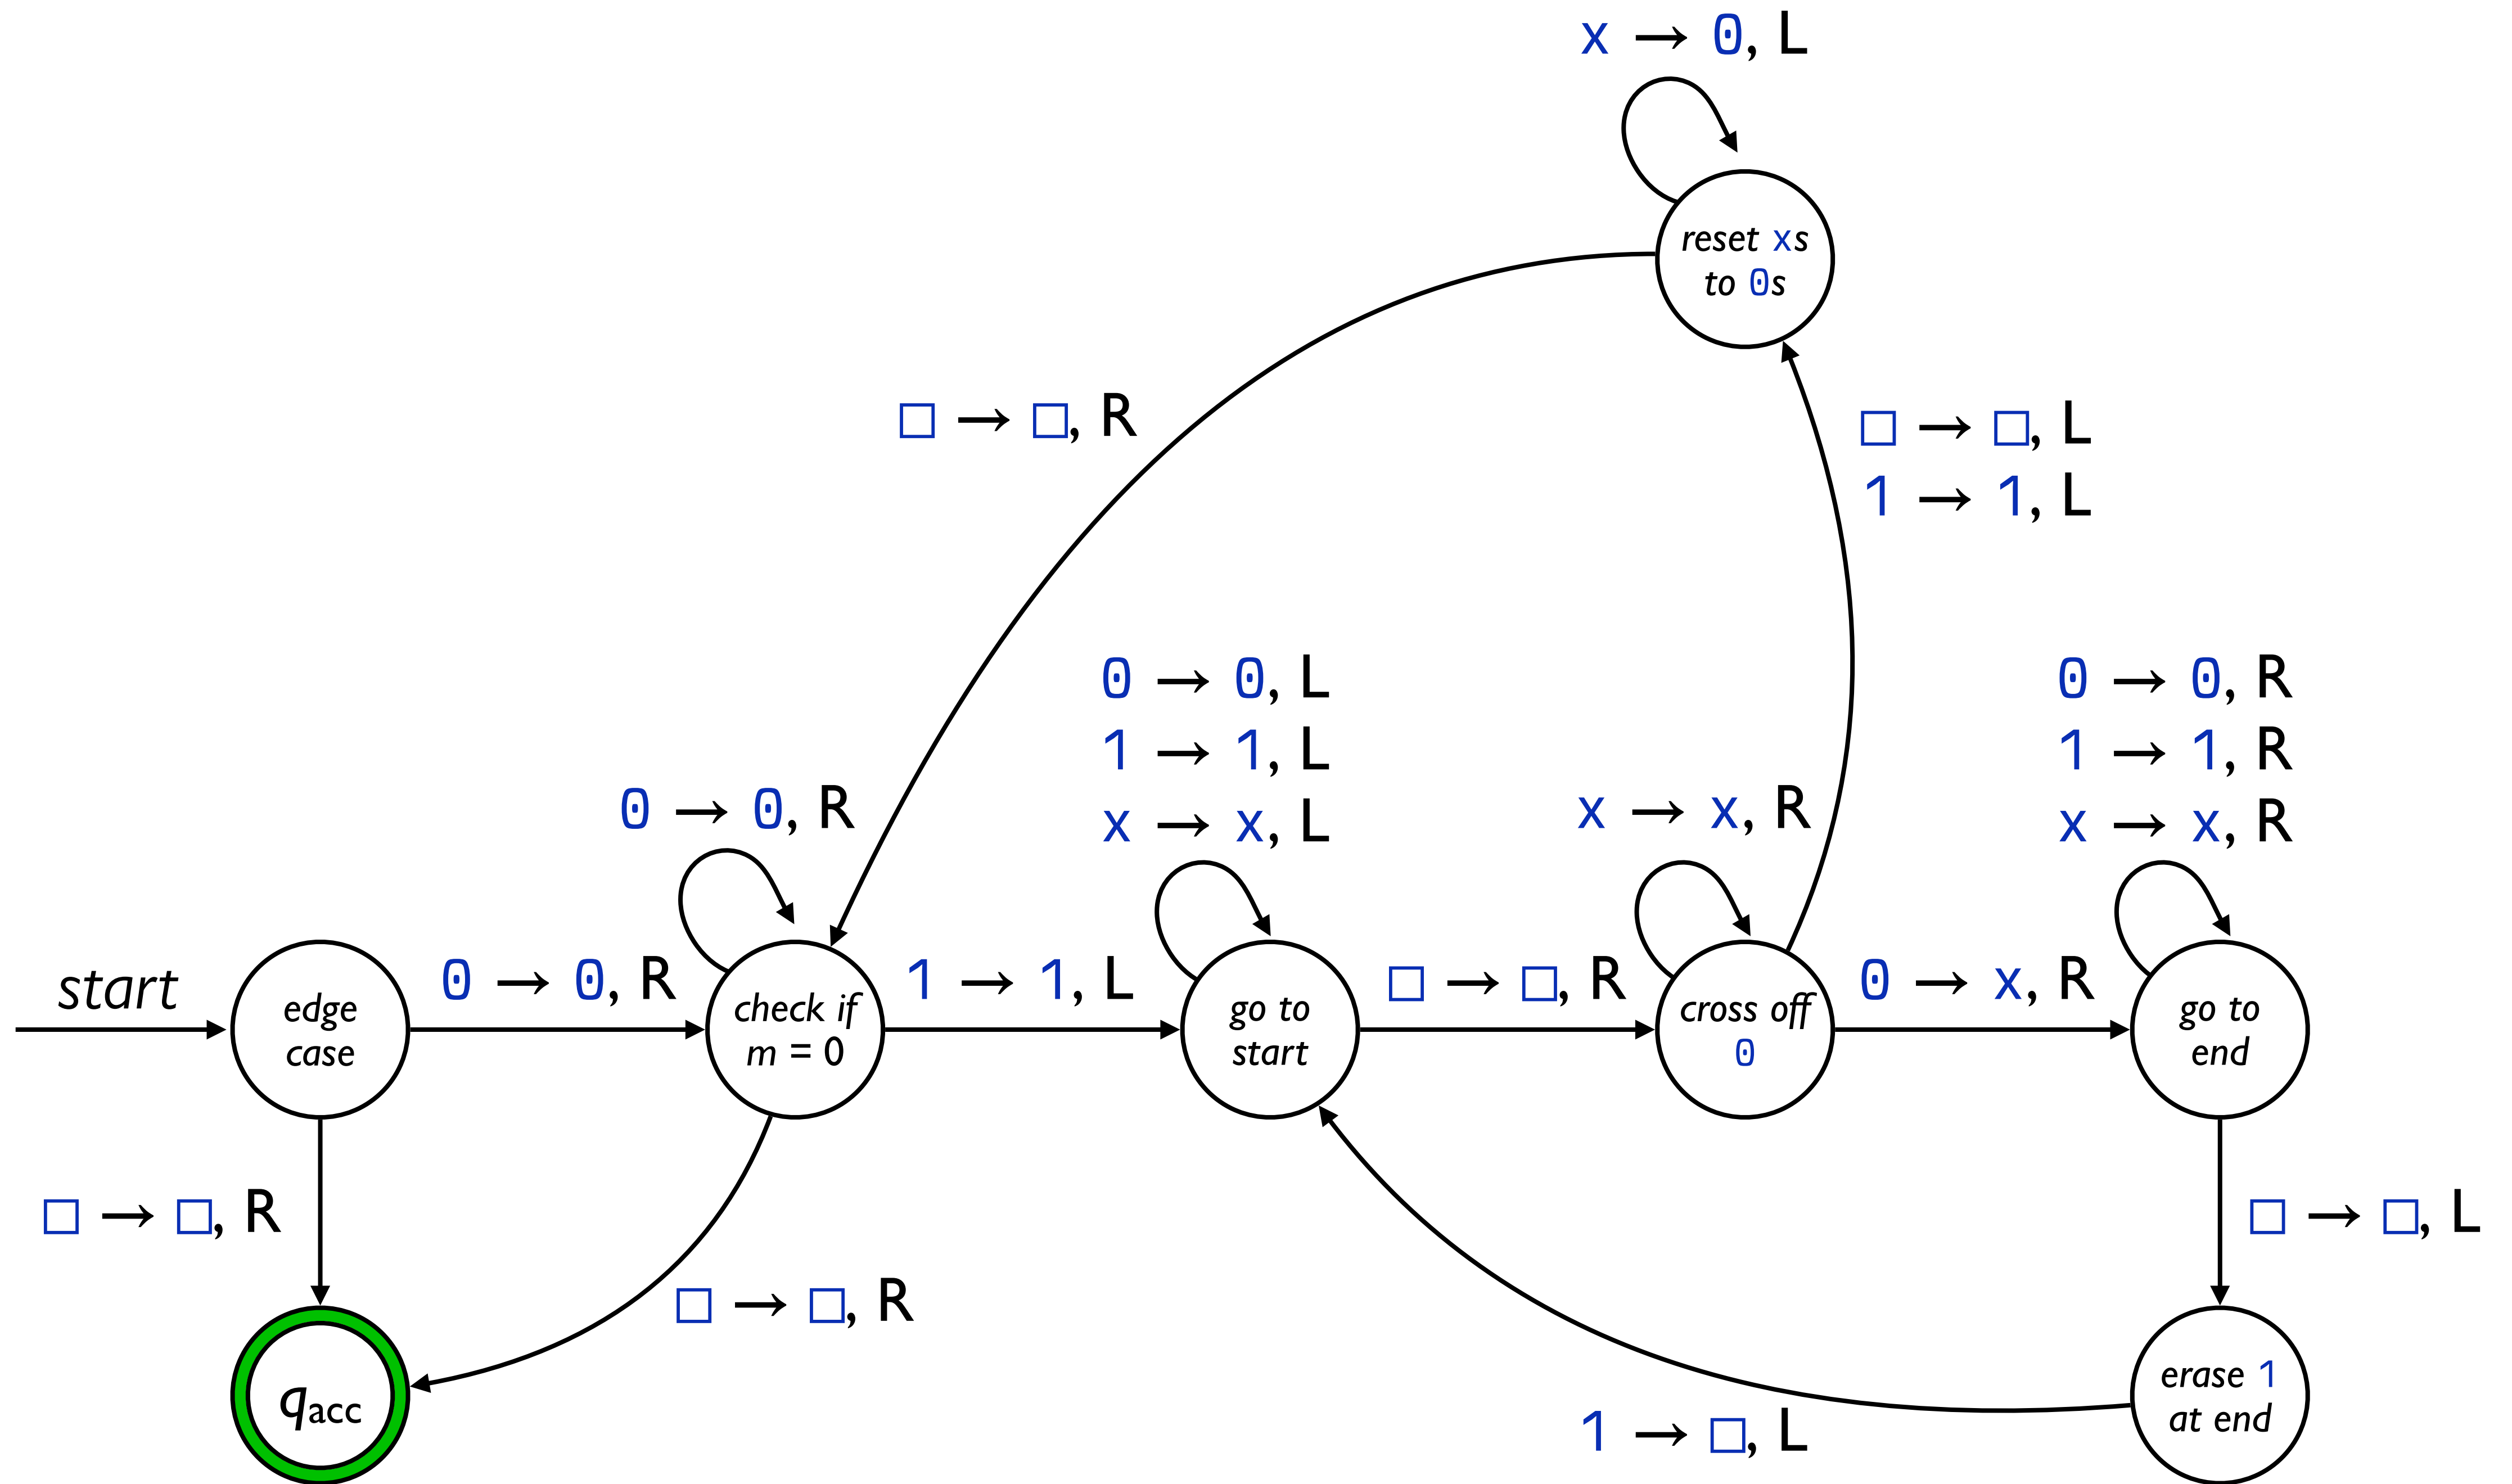 x → 0, L
reset xs
to 0s
□ → □, R
□ → □, L
1 → 1, L
0 → 0, L
1 → 1, L
x → x, L
0 → 0, R
1 → 1, R
x → x, R
0 → 0, R
x → x, R
start
edge
case
0 → 0, R
check if
m = 0
1 → 1, L
go to
start
□ → □, R
cross off
0
0 → x, R
go to
end
□ → □, R
□ → □, R
□ → □, L
qacc
1 → □, L
erase 1
at end